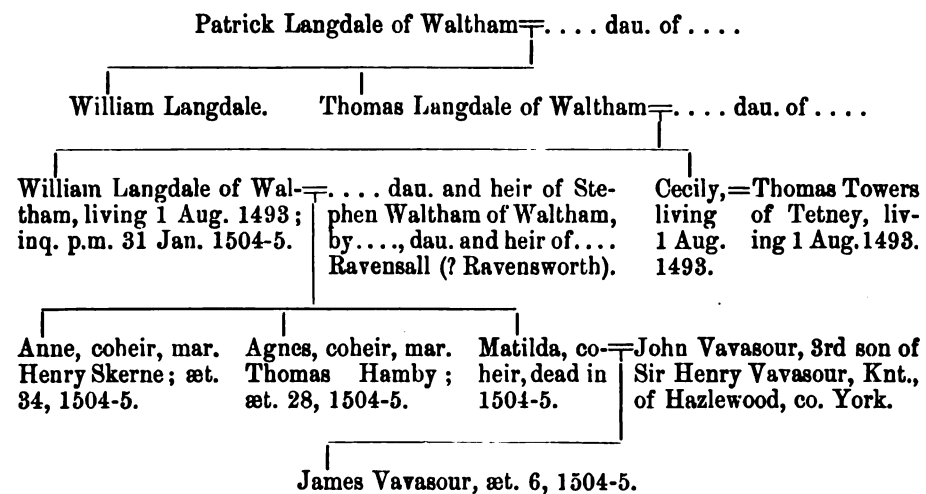 Patrick Langdale of Waltham=.... dau. of ....
William Langdale.
Thomas Langdale of Waltham=.... dau. of ....
William Langdale of Wal-
tham, living 1 Aug. 1493;
inq. p.m. 31 Jan. 1504-5.
=.... dau. and heir of Ste-
phen Waltham of Waltham,
by...., dau. and heir of....
Ravensall (? Ravensworth).
Cecily,
living
1 Aug.
1493.
=Thomas Towers
of Tetney, liv-
ing 1 Aug. 1493.
Anne, coheir, mar.
Henry Skerne; æt.
34, 1504-5.
Agnes, coheir, mar.
Thomas Hamby;
æt. 28, 1504-5.
Matilda, co-
heir, dead in
1504-5.
=John Vavasour, 3rd son of
Sir Henry Vavasour, Knt.,
of Hazlewood, co. York.
James Vavasour, æt. 6, 1504-5.